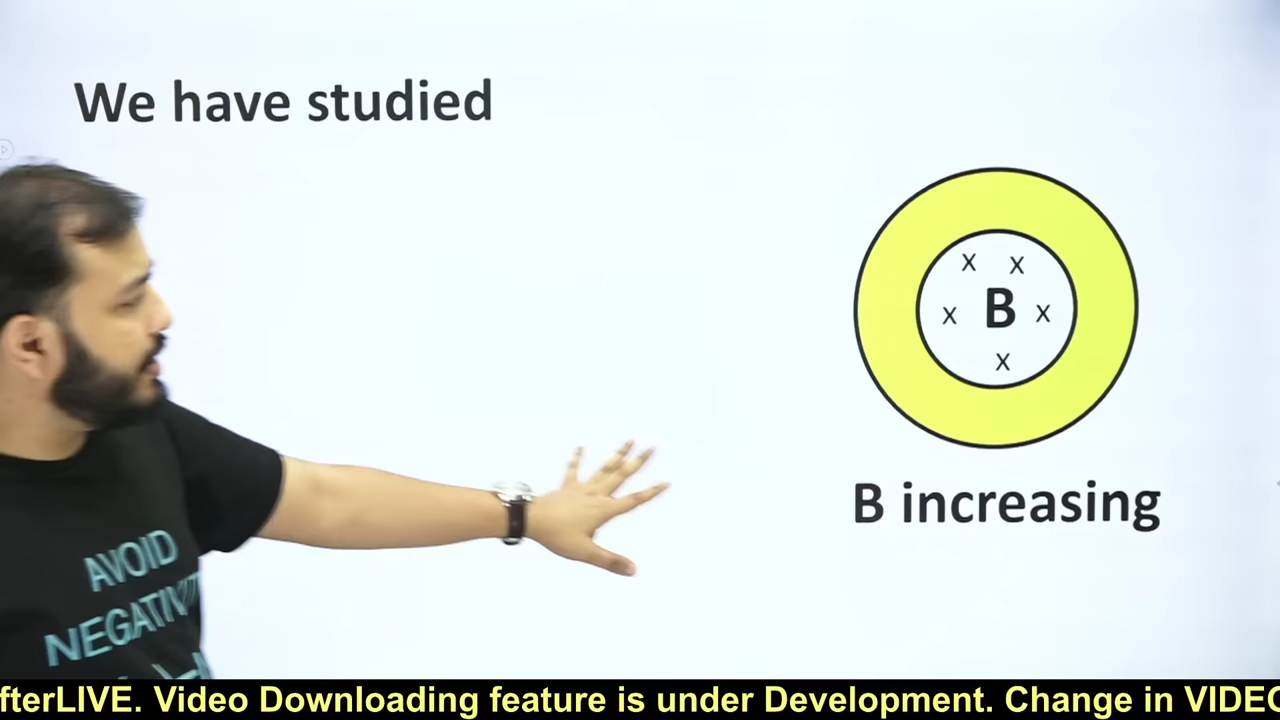 We have studied
x x
x B x
x
B increasing
AVOID
fterLIVE. Video Downloading feature is under Development. Change in VIDEO